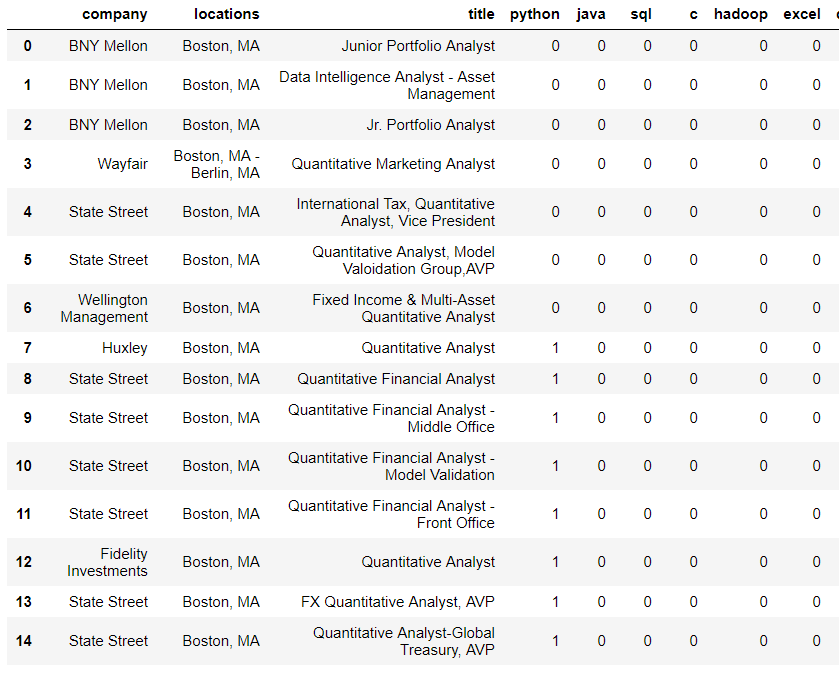 company locations title python java sql c hadoop excel
0 BNY Mellon Boston, MA Junior Portfolio Analyst 0 0 0 0 0 0
1 BNY Mellon Boston, MA Data Intelligence Analyst - Asset
Management 0 0 0 0 0 0
2 BNY Mellon Boston, MA Jr. Portfolio Analyst 0 0 0 0 0 0
3 Wayfair Boston, MA -
Berlin, MA Quantitative Marketing Analyst 0 0 0 0 0 0
4 State Street Boston, MA International Tax, Quantitative
Analyst, Vice President 0 0 0 0 0 0
5 State Street Boston, MA Quantitative Analyst, Model
Valoidation Group,AVP 0 0 0 0 0 0
6 Wellington
Management Boston, MA Fixed Income & Multi-Asset
Quantitative Analyst 0 0 0 0 0 0
7 Huxley Boston, MA Quantitative Analyst 1 0 0 0 0 0
8 State Street Boston, MA Quantitative Financial Analyst 1 0 0 0 0 0
9 State Street Boston, MA Quantitative Financial Analyst -
Middle Office 1 0 0 0 0 0
10 State Street Boston, MA Quantitative Financial Analyst -
Model Validation 1 0 0 0 0 0
11 State Street Boston, MA Quantitative Financial Analyst -
Front Office 1 0 0 0 0 0
12 Fidelity
Investments Boston, MA Quantitative Analyst 1 0 0 0 0 0
13 State Street Boston, MA FX Quantitative Analyst, AVP 1 0 0 0 0 0
14 State Street Boston, MA Quantitative Analyst-Global
Treasury, AVP 1 0 0 0 0 0